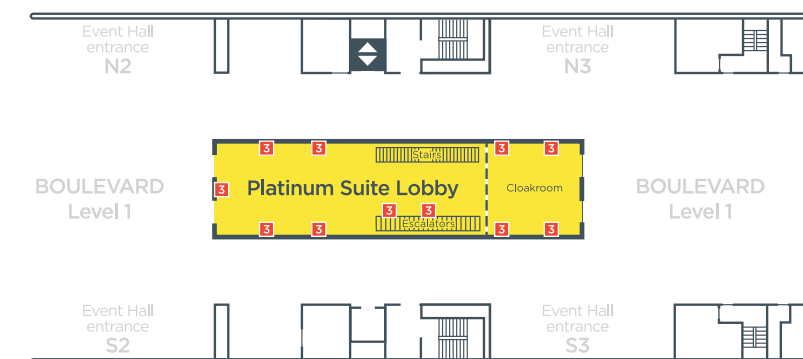 Event Hall
entrance
N2
Event Hall
entrance
N3
3 3 3 3
Stairs
BOULEVARD
Level 1
3
Platinum Suite Lobby
Cloakroom
BOULEVARD
Level 1
3 3
Escalators
3 3 3 3
Event Hall
entrance
S2
Event Hall
entrance
S3